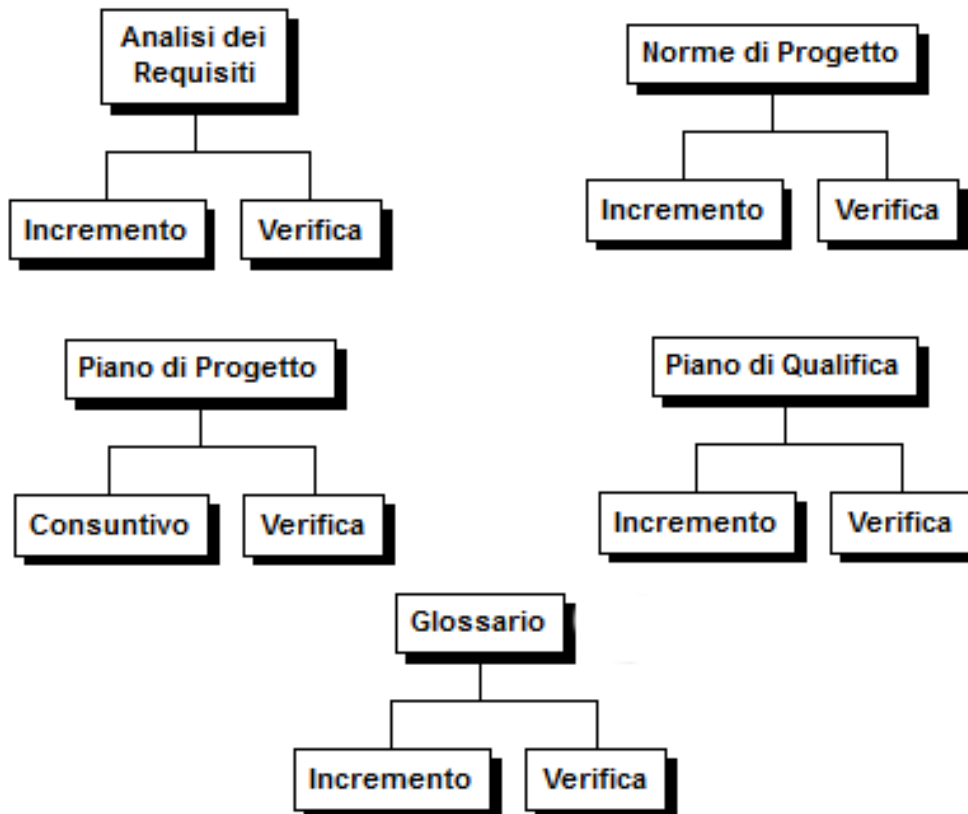 Analisi dei
Requisiti
Norme di Progetto
Incremento
Verifica
Incremento
Verifica
Piano di Progetto
Piano di Qualifica
Consuntivo
Verifica
Incremento
Verifica
Glossario
Incremento
Verifica